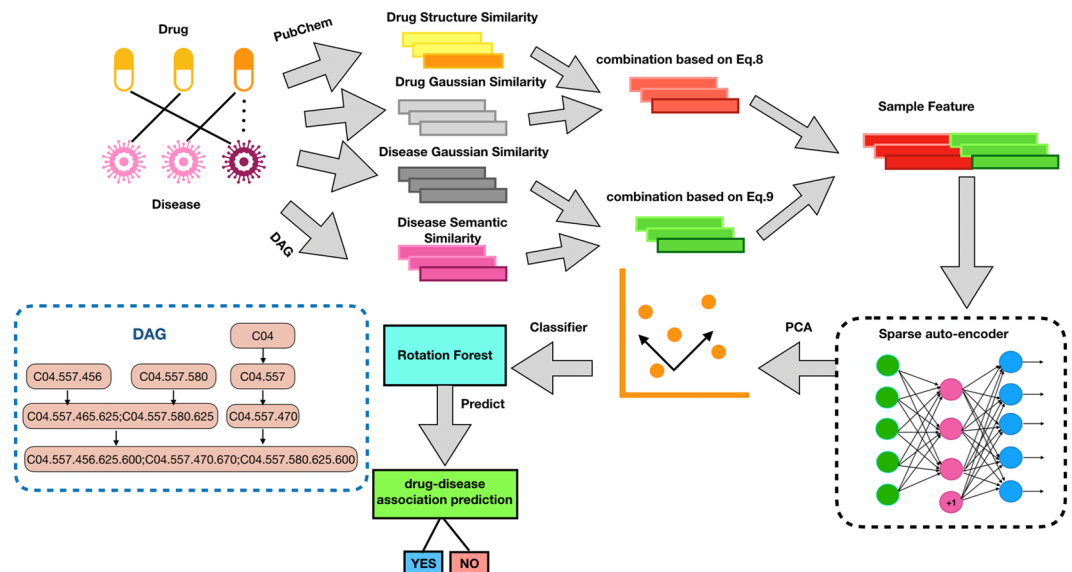 Drug
PubChem
Disease
DAG
Drug Structure Similarity
Drug Gaussian Similarity
Disease Gaussian Similarity
Disease Semantic
Similarity
combination based on Eq.8
combination based on Eq.9
Sample Feature
Sparse auto-encoder
+1
PCA
Classifier
Rotation Forest
Predict
drug-disease
association prediction
YES
NO
DAG
C04
C04.557.456
C04.557.580
C04.557
C04.557.465.625;C04.557.580.625
C04.557.470
C04.557.456.625.600;C04.557.470.670;C04.557.580.625.600